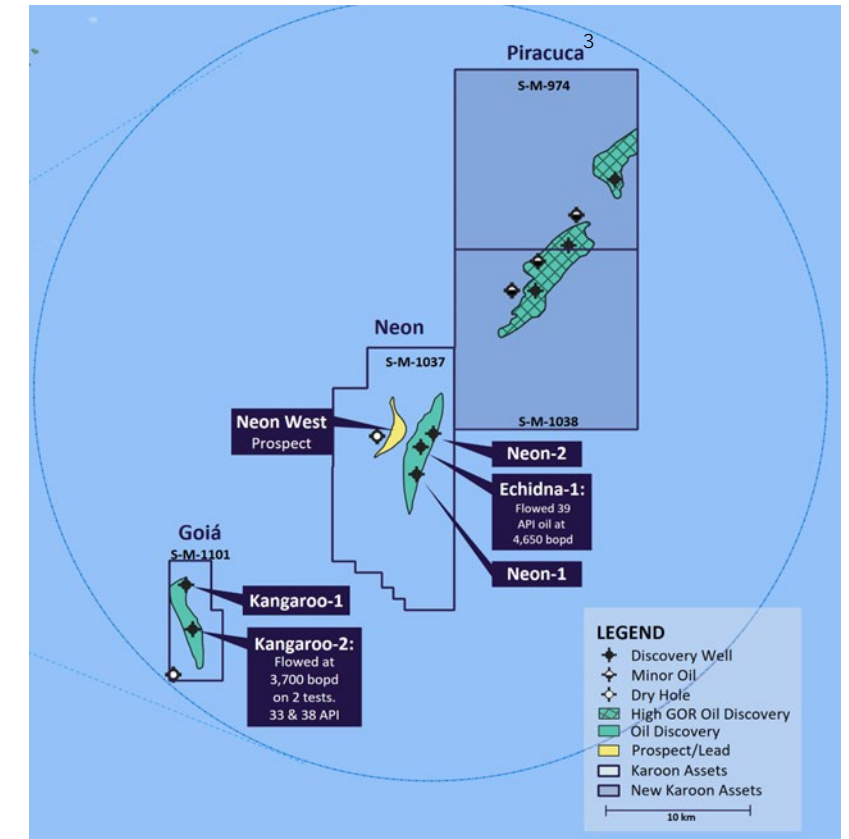 Piracuca3
S-M-974
Neon
S-M-1037
S-M-1038
Neon West
Prospect
Neon-2
Echidna-1:
Flowed 39
API oil at
4,650 bopd
Neon-1
Goiá
S-M-1101
Kangaroo-1
Kangaroo-2:
Flowed at
3,700 bopd
on 2 tests.
33 & 38 API
LEGEND
Discovery Well
Minor Oil
Dry Hole
High GOR Oil Discovery
Oil Discovery
Prospect/Lead
Karoon Assets
New Karoon Assets
10 km